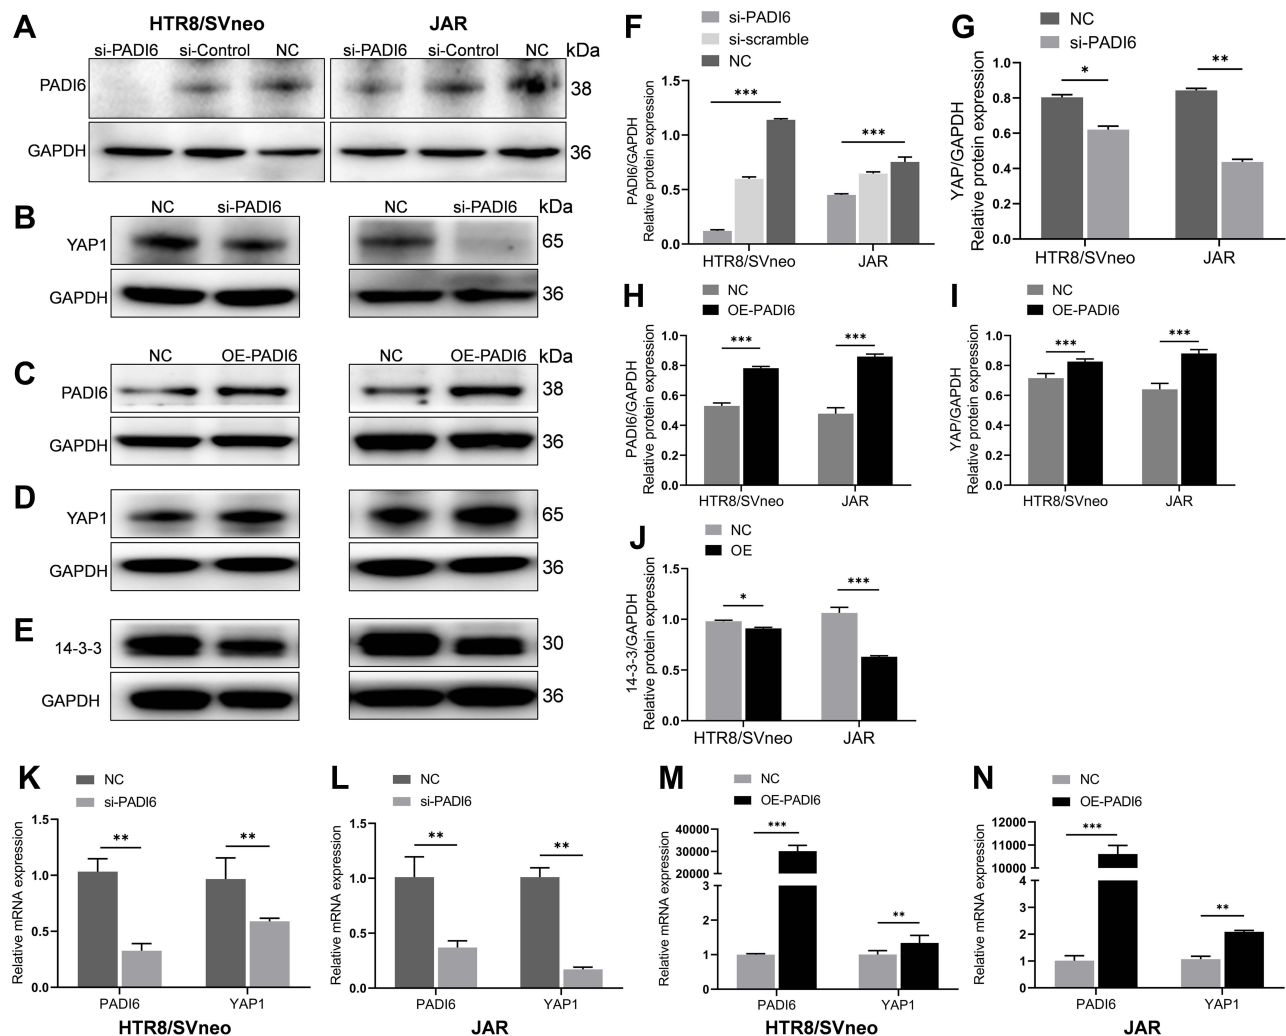 A
HTR8/SVneo JAR
si-PADI6 si-Control NC si-PADI6 si-Control NC kDa
PADI6 38
GAPDH 36
B
NC si-PADI6 NC si-PADI6 kDa
YAP1 65
GAPDH 36
C
NC OE-PADI6 NC OE-PADI6 kDa
PADI6 38
GAPDH 36
D
YAP1 65
GAPDH 36
E
14-3-3 30
GAPDH 36
F
si-PADI6
si-scramble
NC
PADI6/GAPDH
Relative protein expression
1.5
1.0
0.5
0.0
*** ***
HTR8/SVneo JAR
G
NC
si-PADI6
YAP/GAPDH
Relative protein expression
1.0
0.8
0.6
0.4
0.2
0.0
* **
HTR8/SVneo JAR
H
NC
OE-PADI6
PADI6/GAPDH
Relative protein expression
1.0
0.8
0.6
0.4
0.2
0.0
*** ***
HTR8/SVneo JAR
I
NC
OE-PADI6
YAP/GAPDH
Relative protein expression
1.0
0.8
0.6
0.4
0.2
0.0
*** ***
HTR8/SVneo JAR
J
NC
OE
14-3-3/GAPDH
Relative protein expression
1.5
1.0
0.5
0.0
* ***
HTR8/SVneo JAR
K
NC
si-PADI6
Relative mRNA expression
1.5
1.0
0.5
0.0
** **
PADI6 YAP1
HTR8/SVneo
L
NC
si-PADI6
Relative mRNA expression
1.5
1.0
0.5
0.0
** **
PADI6 YAP1
JAR
M
NC
OE-PADI6
Relative mRNA expression
40000
30000
20000
3
2
1
0
*** **
PADI6 YAP1
HTR8/SVneo
N
NC
OE-PADI6
Relative mRNA expression
12000
11000
10000
4
3
2
1
0
*** **
PADI6 YAP1
JAR